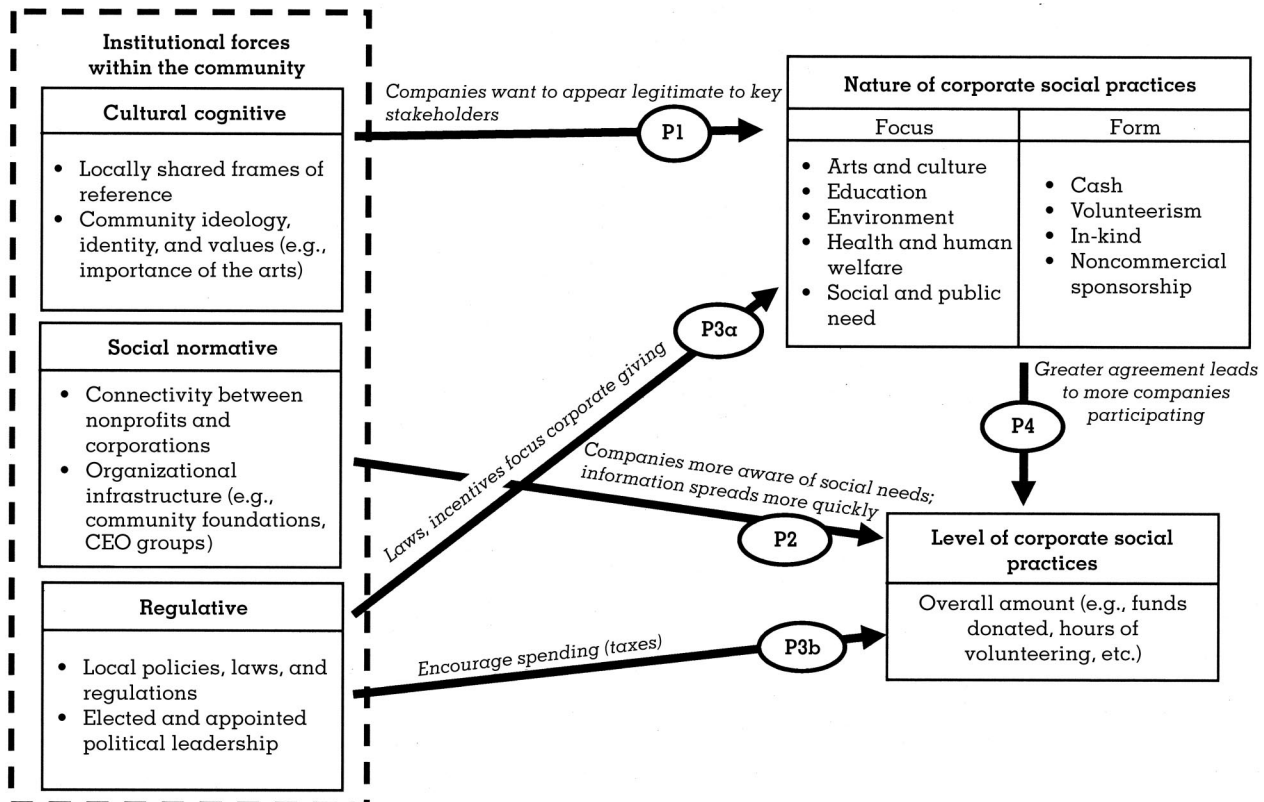 Institutional forces
within the community
Cultural cognitive
• Locally shared frames of
reference
• Community ideology,
identity, and values (e.g.,
importance of the arts)
Social normative
• Connectivity between
nonprofits and
corporations
• Organizational
infrastructure (e.g.,
community foundations,
CEO groups)
Regulative
• Local policies, laws, and
regulations
• Elected and appointed
political leadership
Companies want to appear legitimate to key
stakeholders
P1
Laws, incentives focus corporate giving
P3a
Companies more aware of social needs;
information spreads more quickly
P2
Encourage spending (taxes)
P3b
Nature of corporate social practices
Focus
• Arts and culture
• Education
• Environment
• Health and human
welfare
• Social and public
need
Form
• Cash
• Volunteerism
• In-kind
• Noncommercial
sponsorship
Greater agreement leads
to more companies
participating
P4
Level of corporate social
practices
Overall amount (e.g., funds
donated, hours of
volunteering, etc.)